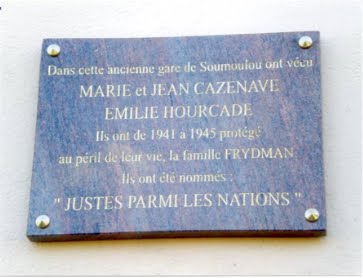 Dans cette ancienne gare de Soumoulou ont vécu
MARIE et JEAN CAZENAVE
EMILIE HOURCADE
Ils ont de 1941 à 1945 protégé
au péril de leur vie, la famille FRYDMAN
Ils ont été nommés :
" JUSTES PARMI LES NATIONS "